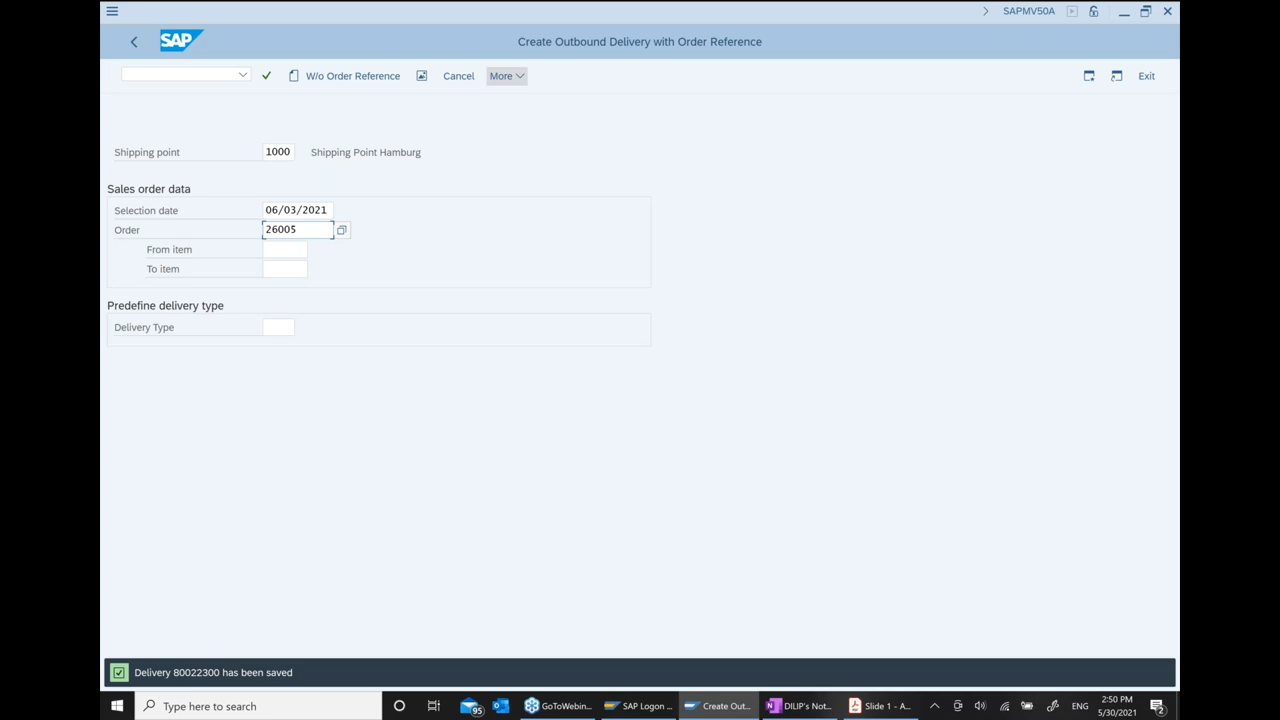 SAPMV50A
SAP Create Outbound Delivery with Order Reference
W/o Order Reference Cancel More Exit
Shipping point 1000 Shipping Point Hamburg
Sales order data
Selection date 06/03/2021
Order 26005
From item
To item
Predefine delivery type
Delivery Type
Delivery 80022300 has been saved
Type here to search 95 GoToWebin... SAP Logon ... Create Out... DILIP's Not... Slide 1 - A... ENG 2:50 PM 2
5/30/2021